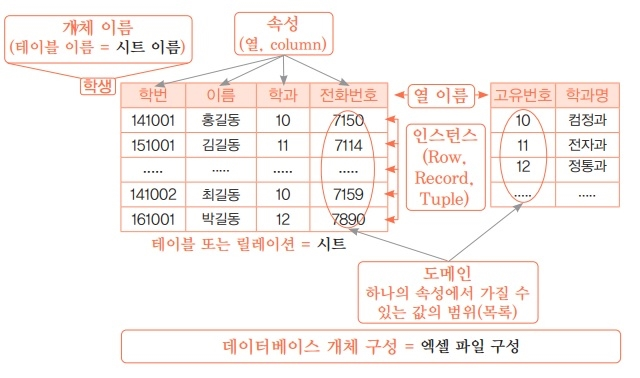 개체 이름
(테이블 이름 = 시트 이름)
속성
(열, column)
학생
학번 이름 학과 전화번호
열 이름
고유번호 학과명
141001 홍길동 10 7150
151001 김길동 11 7114
..... ..... ..... .....
141002 최길동 10 7159
161001 박길동 12 7890
인스턴스
(Row,
Record,
Tuple)
10 컴정과
11 전자과
12 정통과
..... .....
테이블 또는 릴레이션 = 시트
도메인
하나의 속성에서 가질 수
있는 값의 범위(목록)
데이터베이스 개체 구성 = 엑셀 파일 구성